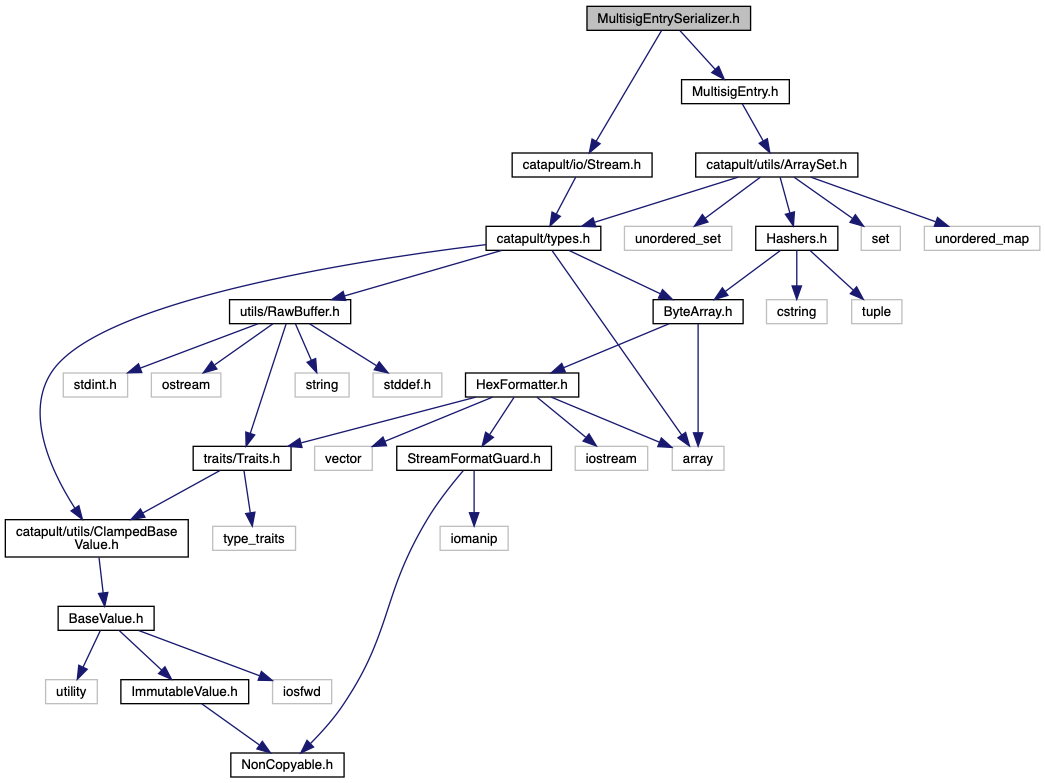 MultisigEntrySerializer.h
MultisigEntry.h
catapult/io/Stream.h
catapult/utils/ArraySet.h
catapult/types.h
unordered_set
Hashers.h
set
unordered_map
utils/RawBuffer.h
ByteArray.h
cstring
tuple
stdint.h
ostream
string
stddef.h
HexFormatter.h
traits/Traits.h
vector
StreamFormatGuard.h
iostream
array
catapult/utils/ClampedBase
Value.h
type_traits
iomanip
BaseValue.h
utility
ImmutableValue.h
iosfwd
NonCopyable.h